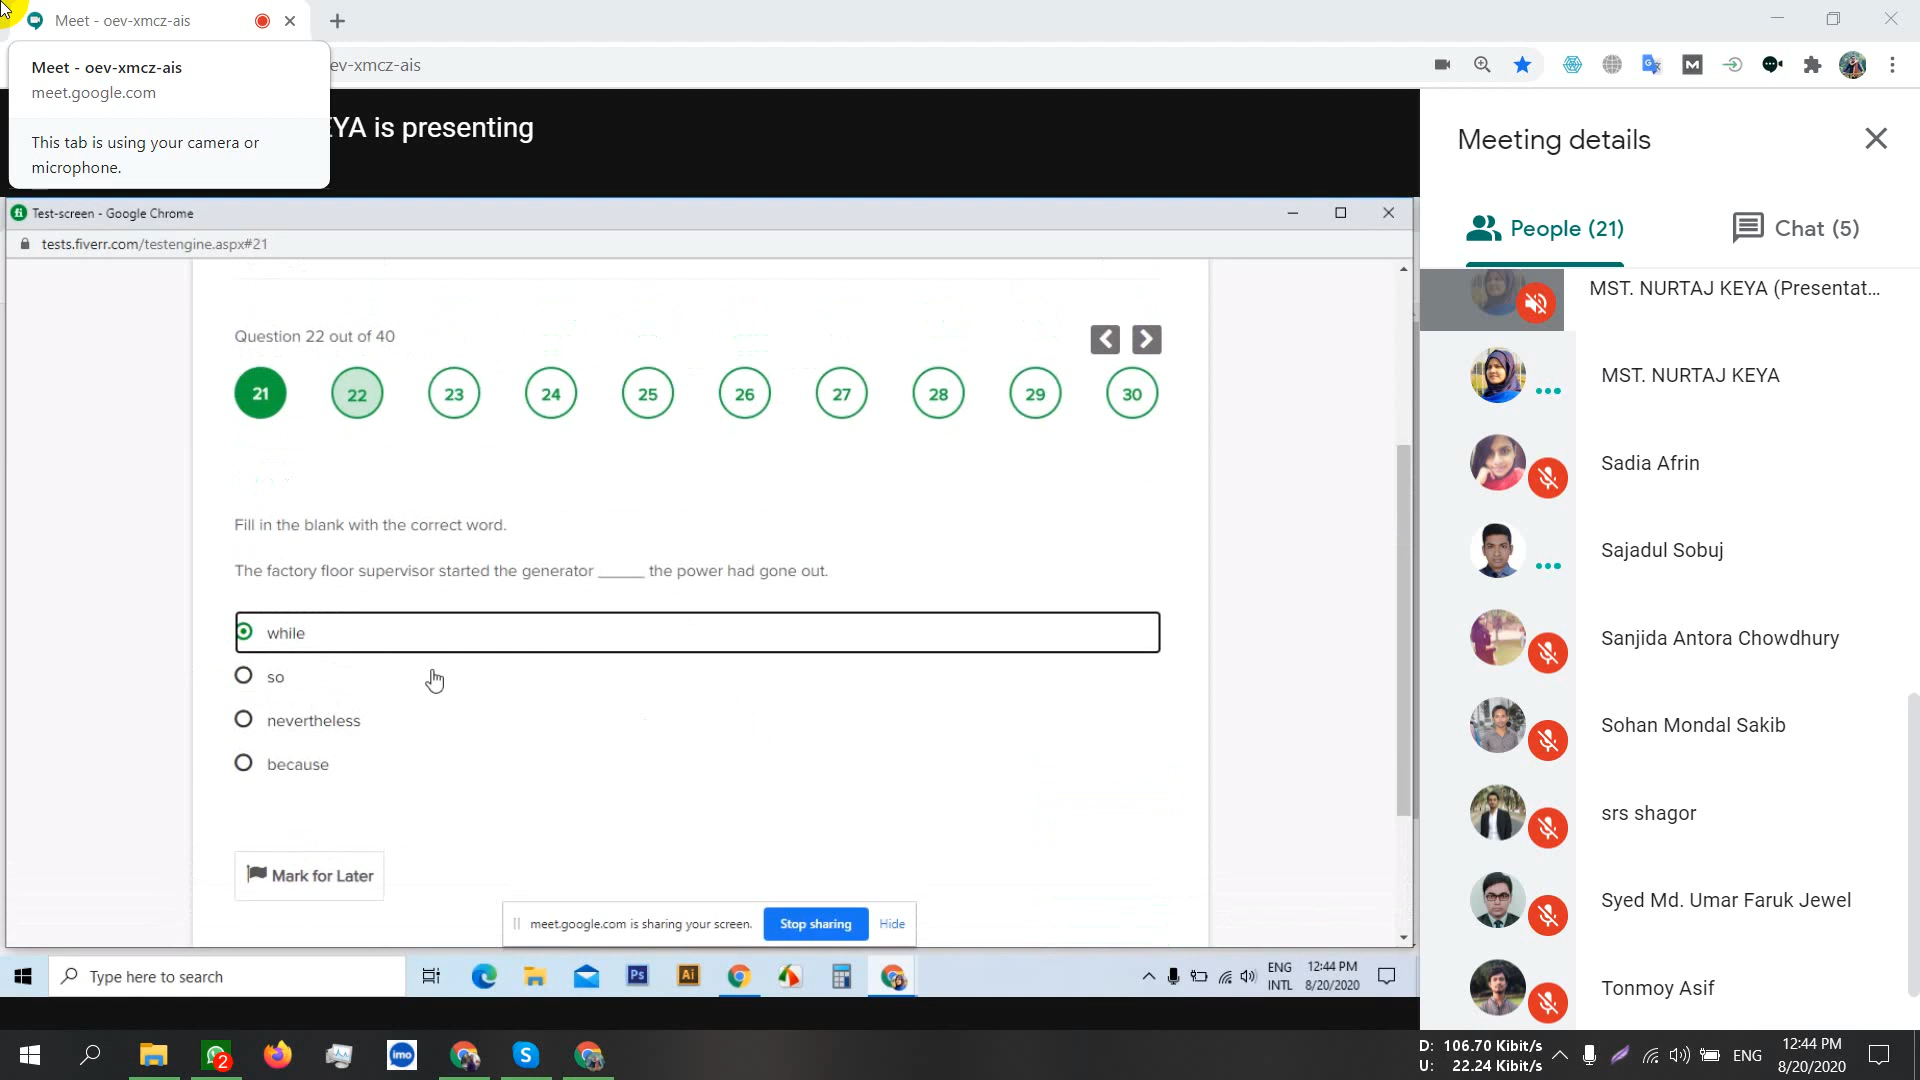 Meet - oev-xmcz-ais
Meet - oev-xmcz-ais
meet.google.com
This tab is using your camera or
microphone.
ev-xmcz-ais
EYA is presenting
Test-screen - Google Chrome
tests.fiverr.com/testengine.aspx#21
Question 22 out of 40
21
22
23
24
25
26
27
28
29
30
Fill in the blank with the correct word.
The factory floor supervisor started the generator _____ the power had gone out.
while
so
nevertheless
because
Mark for Later
meet.google.com is sharing your screen.
Stop sharing
Hide
Type here to search
Ps
Ai
ENG
INTL
12:44 PM
8/20/2020
Meeting details
People (21)
Chat (5)
MST. NURTAJ KEYA (Presentat...
MST. NURTAJ KEYA
Sadia Afrin
Sajadul Sobuj
Sanjida Antora Chowdhury
Sohan Mondal Sakib
srs shagor
Syed Md. Umar Faruk Jewel
Tonmoy Asif
2
imo
D: 106.70 Kibit/s
U: 22.24 Kibit/s
ENG
12:44 PM
8/20/2020